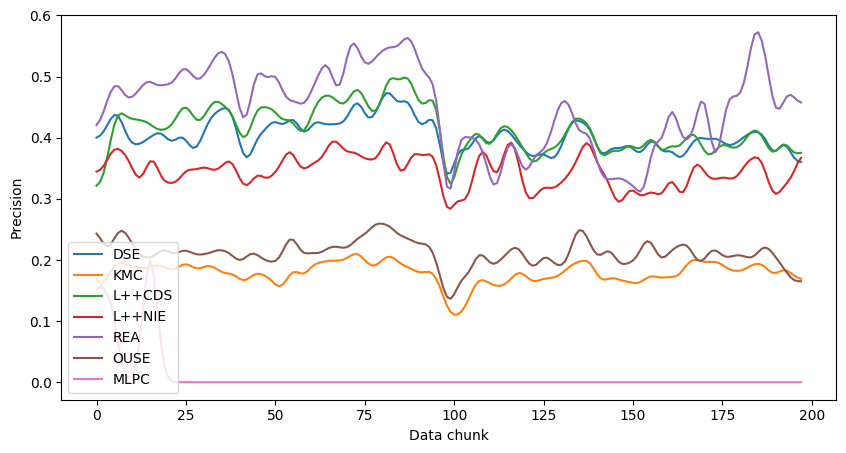 0.6
0.5
0.4
0.3
0.2
0.1
0.0
Precision
DSE
KMC
L++CDS
L++NIE
REA
OUSE
MLPC
0 25 50 75 100 125 150 175 200
Data chunk